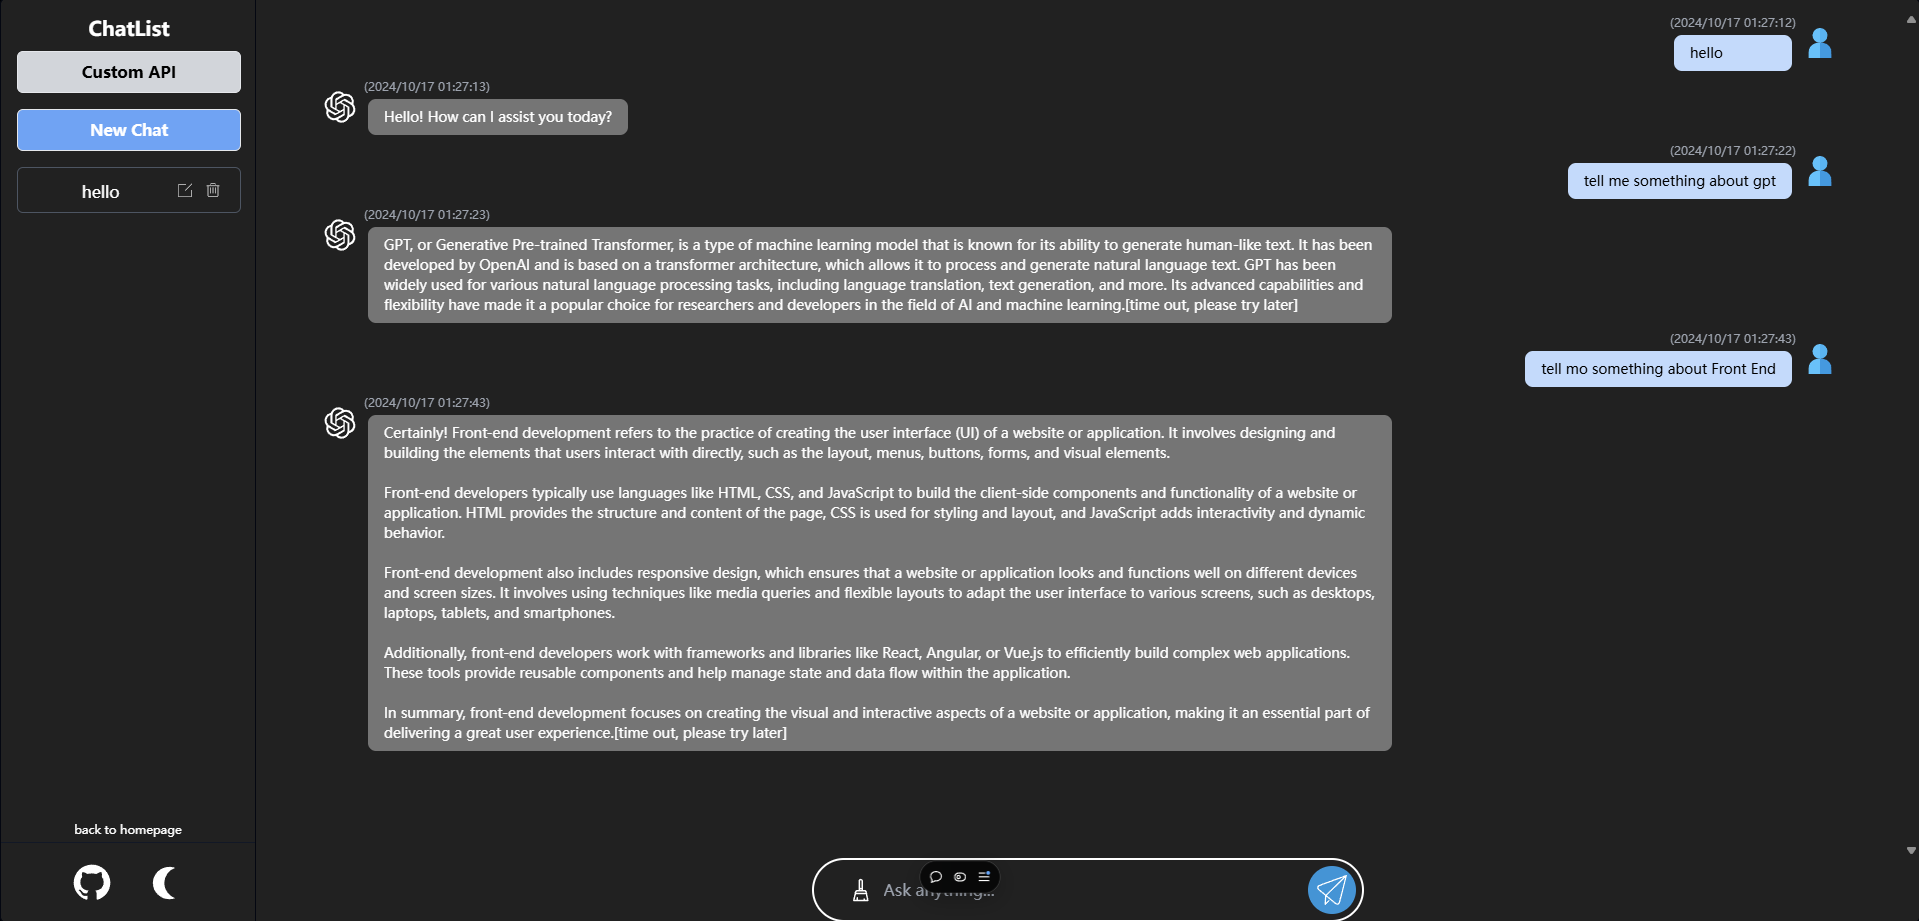 ChatList
Custom API
New Chat
hello
back to homepage
(2024/10/17 01:27:12)
hello
(2024/10/17 01:27:13)
Hello! How can I assist you today?
(2024/10/17 01:27:22)
tell me something about gpt
(2024/10/17 01:27:23)
GPT, or Generative Pre-trained Transformer, is a type of machine learning model that is known for its ability to generate human-like text. It has been
developed by OpenAI and is based on a transformer architecture, which allows it to process and generate natural language text. GPT has been
widely used for various natural language processing tasks, including language translation, text generation, and more. Its advanced capabilities and
flexibility have made it a popular choice for researchers and developers in the field of AI and machine learning.[time out, please try later]
(2024/10/17 01:27:43)
tell mo something about Front End
(2024/10/17 01:27:43)
Certainly! Front-end development refers to the practice of creating the user interface (UI) of a website or application. It involves designing and
building the elements that users interact with directly, such as the layout, menus, buttons, forms, and visual elements.
Front-end developers typically use languages like HTML, CSS, and JavaScript to build the client-side components and functionality of a website or
application. HTML provides the structure and content of the page, CSS is used for styling and layout, and JavaScript adds interactivity and dynamic
behavior.
Front-end development also includes responsive design, which ensures that a website or application looks and functions well on different devices
and screen sizes. It involves using techniques like media queries and flexible layouts to adapt the user interface to various screens, such as desktops,
laptops, tablets, and smartphones.
Additionally, front-end developers work with frameworks and libraries like React, Angular, or Vue.js to efficiently build complex web applications.
These tools provide reusable components and help manage state and data flow within the application.
In summary, front-end development focuses on creating the visual and interactive aspects of a website or application, making it an essential part of
delivering a great user experience.[time out, please try later]
Ask anything...